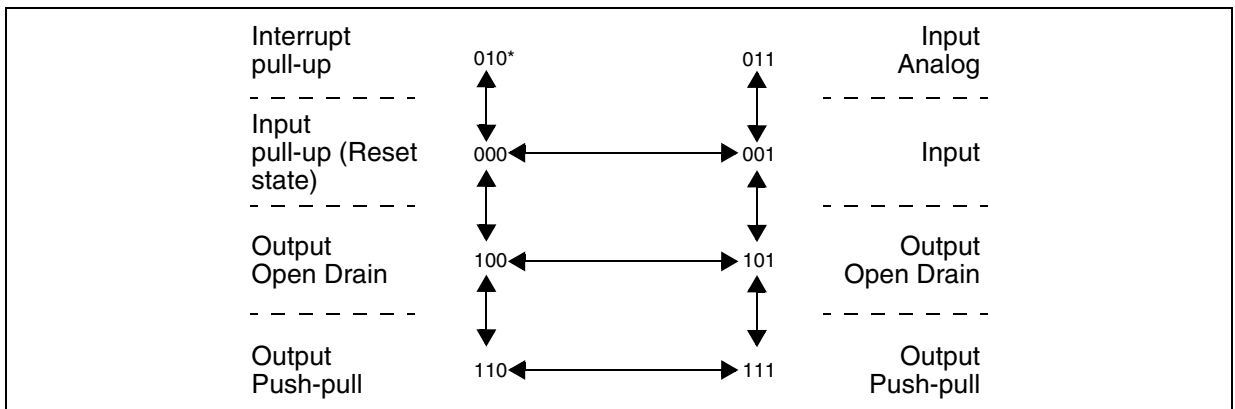 Interrupt
pull-up
010*
011
Input
Analog
Input
pull-up (Reset
state)
000
001
Input
Output
Open Drain
100
101
Output
Open Drain
Output
Push-pull
110
111
Output
Push-pull